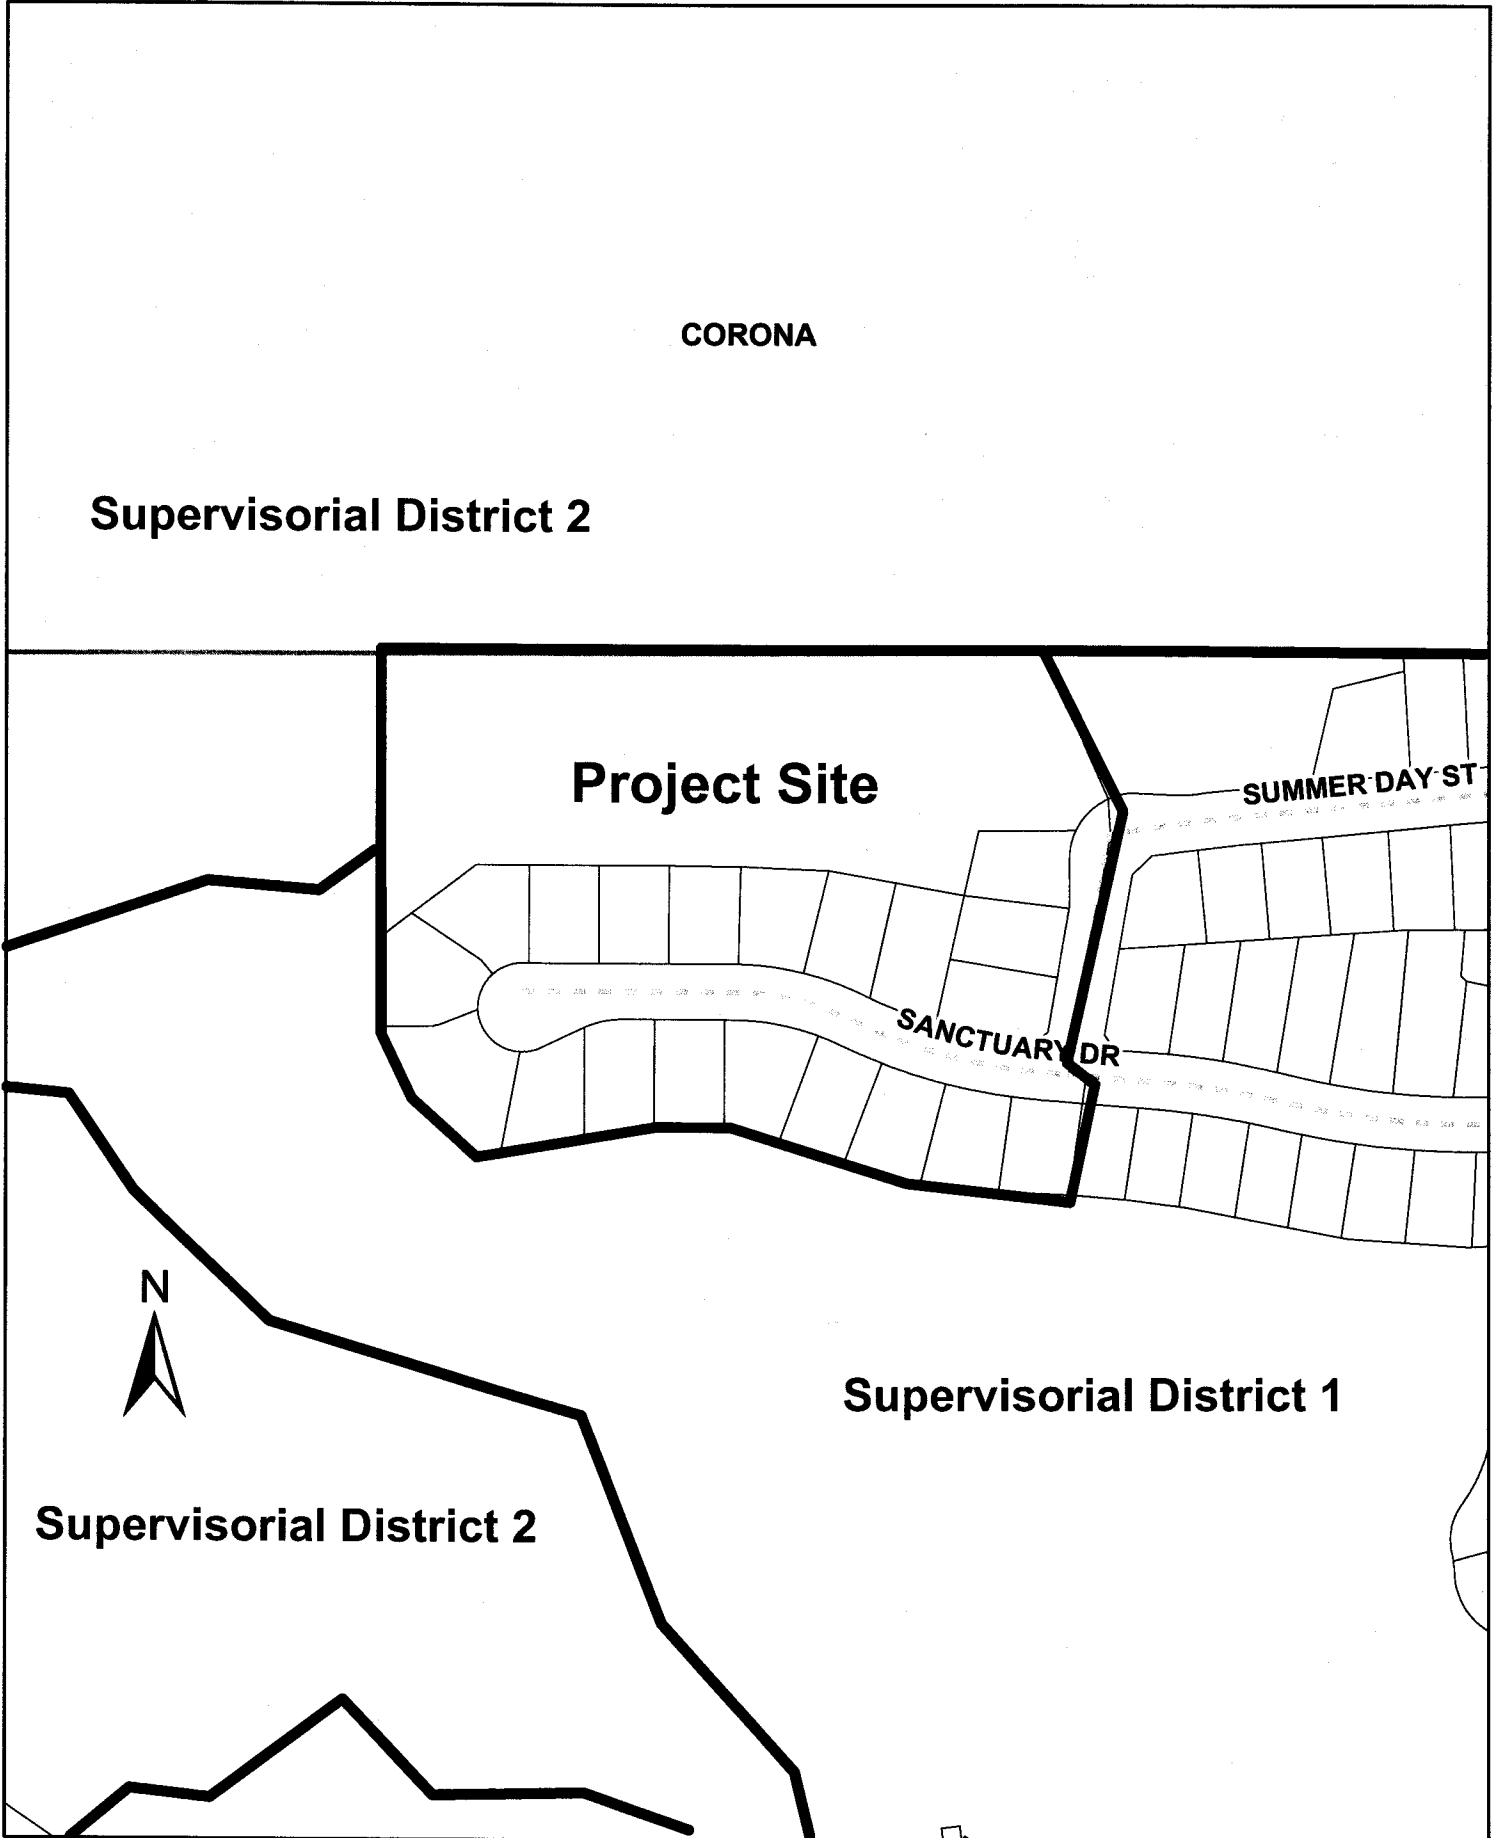 CORONA
Supervisorial District 2
Project Site
SUMMER DAY ST
SANCTUARY DR
N
Supervisorial District 1
Supervisorial District 2